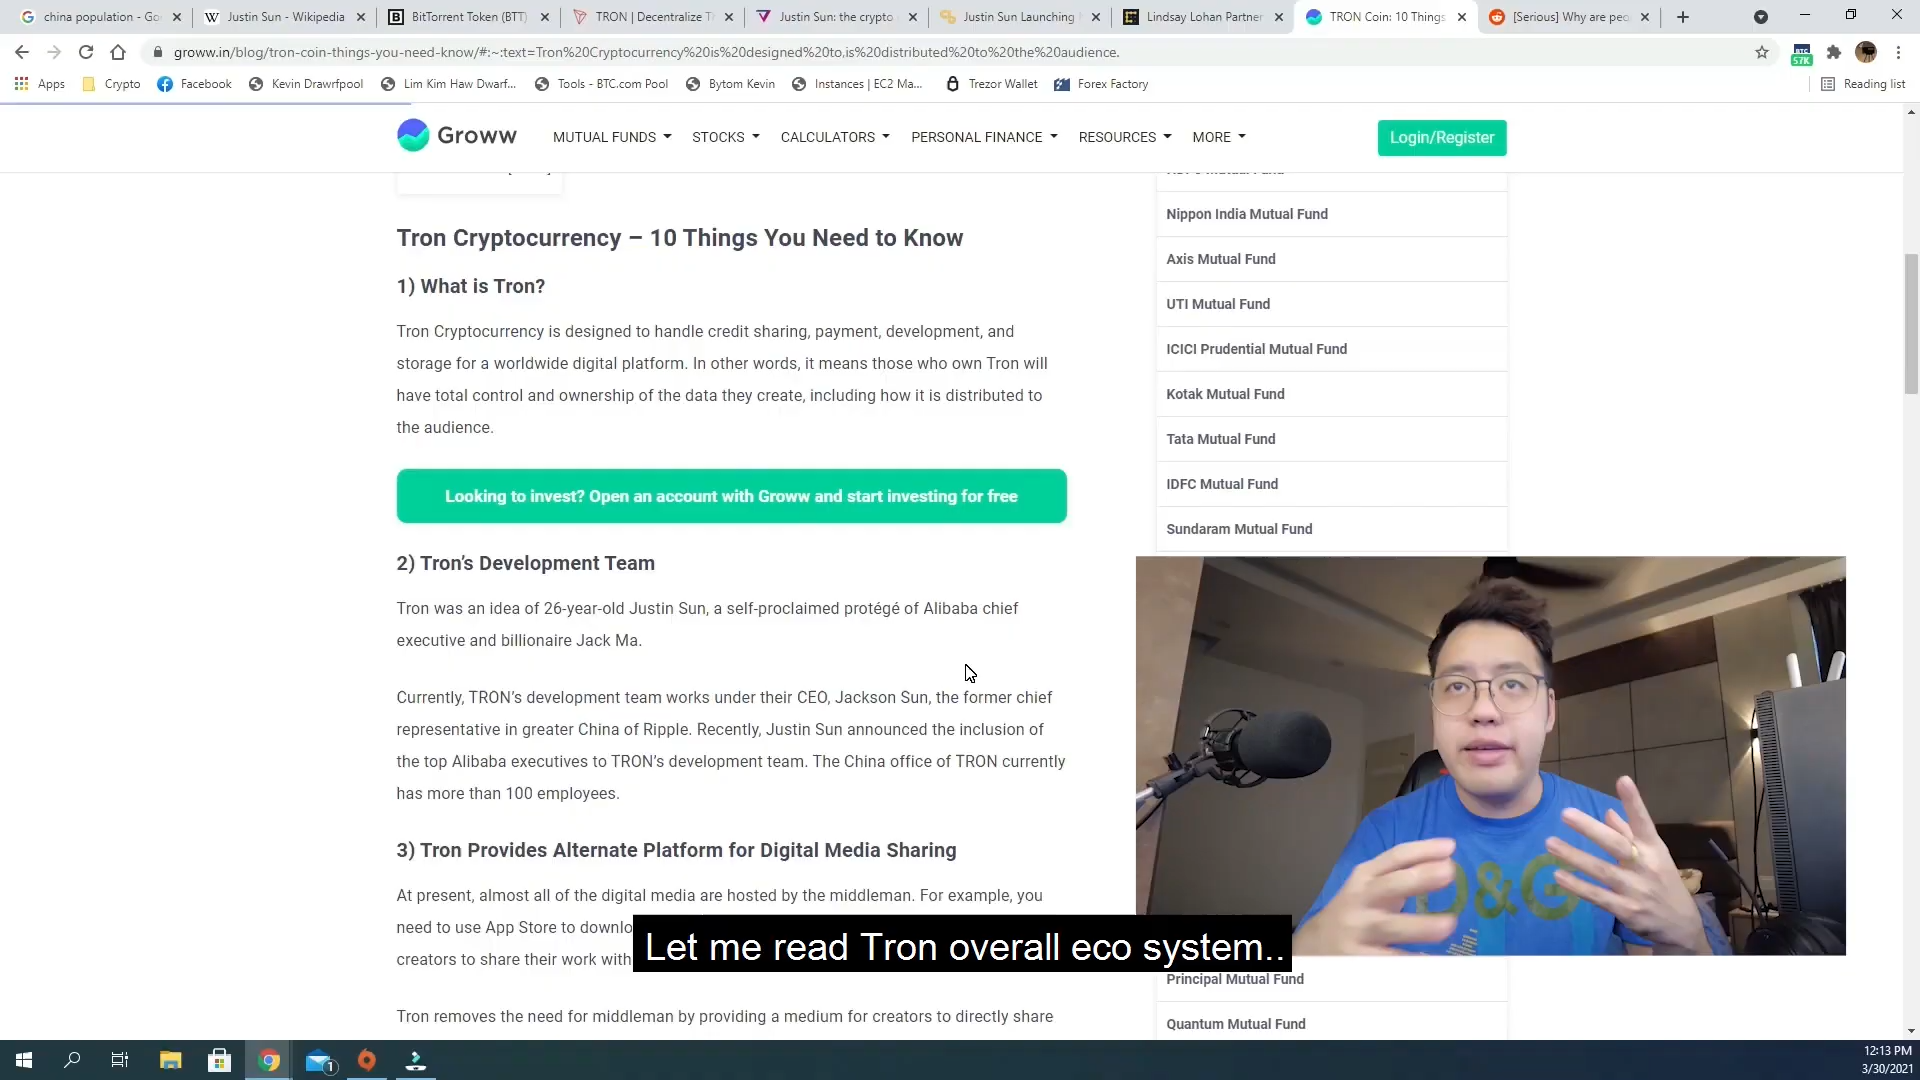 china population - Go
Justin Sun - Wikipedia
BitTorrent Token (BTT)
TRON | Decentralize T
Justin Sun: the crypto
Justin Sun Launching
Lindsay Lohan Partner
TRON Coin: 10 Things
[Serious] Why are peo
groww.in/blog/tron-coin-things-you-need-know/#:~:text=Tron%20Cryptocurrency%20is%20designed%20to,is%20distributed%20to%20the%20audience.
57K
Apps
Crypto
Facebook
Kevin Drawrfpool
Lim Kim Haw Dwarf...
Tools - BTC.com Pool
Bytom Kevin
Instances | EC2 Ma...
Trezor Wallet
Forex Factory
Reading list
Groww
MUTUAL FUNDS
STOCKS
CALCULATORS
PERSONAL FINANCE
RESOURCES
MORE
Login/Register
Tron Cryptocurrency – 10 Things You Need to Know
1) What is Tron?
Tron Cryptocurrency is designed to handle credit sharing, payment, development, and
storage for a worldwide digital platform. In other words, it means those who own Tron will
have total control and ownership of the data they create, including how it is distributed to
the audience.
Looking to invest? Open an account with Groww and start investing for free
2) Tron’s Development Team
Tron was an idea of 26-year-old Justin Sun, a self-proclaimed protégé of Alibaba chief
executive and billionaire Jack Ma.
Currently, TRON’s development team works under their CEO, Jackson Sun, the former chief
representative in greater China of Ripple. Recently, Justin Sun announced the inclusion of
the top Alibaba executives to TRON’s development team. The China office of TRON currently
has more than 100 employees.
3) Tron Provides Alternate Platform for Digital Media Sharing
At present, almost all of the digital media are hosted by the middleman. For example, you
need to use App Store to downlo
creators to share their work with
Tron removes the need for middleman by providing a medium for creators to directly share
Nippon India Mutual Fund
Axis Mutual Fund
UTI Mutual Fund
ICICI Prudential Mutual Fund
Kotak Mutual Fund
Tata Mutual Fund
IDFC Mutual Fund
Sundaram Mutual Fund
D&G
Principal Mutual Fund
Quantum Mutual Fund
Let me read Tron overall eco system..
1
12:13 PM
3/30/2021